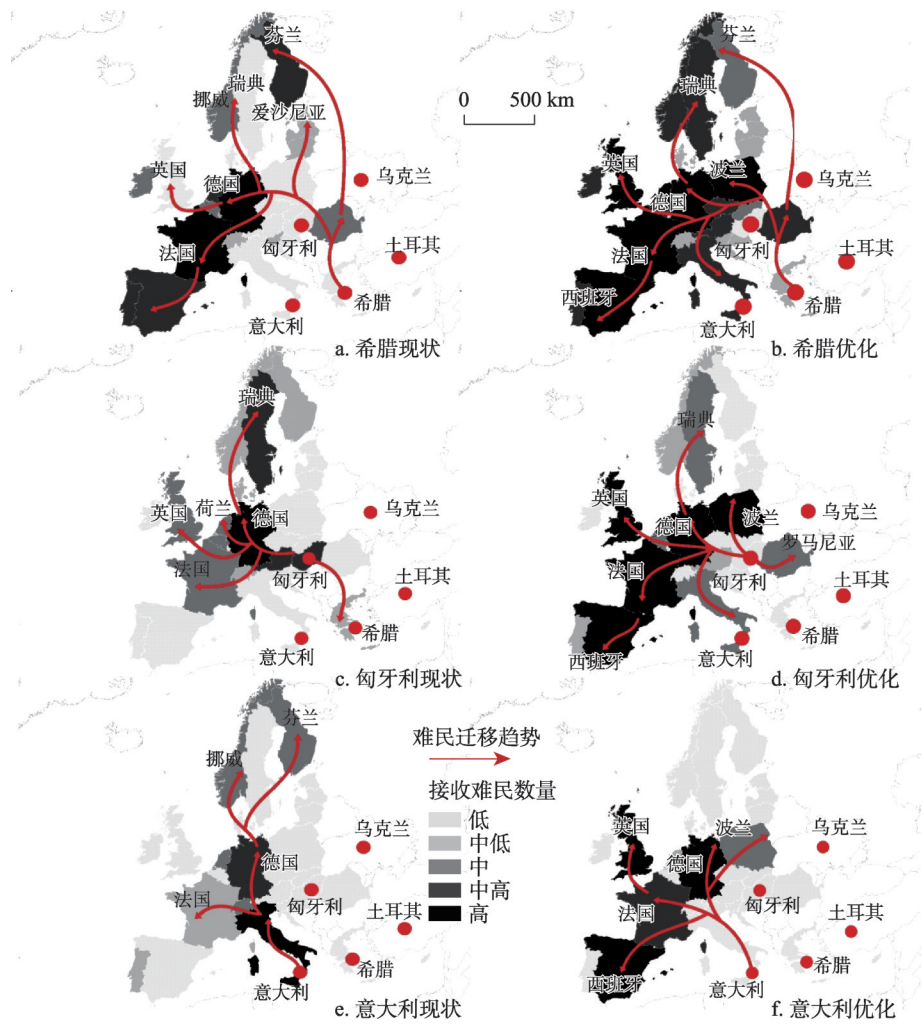 芬兰
瑞典
挪威
爱沙尼亚
英国
德国
乌克兰
匈牙利
土耳其
法国
希腊
意大利
a. 希腊现状
0 500 km
芬兰
瑞典
英国
波兰
乌克兰
德国
匈牙利
土耳其
法国
西班牙
希腊
意大利
b. 希腊优化
瑞典
英国
荷兰
德国
乌克兰
法国
匈牙利
土耳其
希腊
意大利
c. 匈牙利现状
瑞典
英国
德国
波兰
乌克兰
罗马尼亚
法国
匈牙利
土耳其
希腊
西班牙
意大利
d. 匈牙利优化
芬兰
挪威
德国
乌克兰
法国
匈牙利
土耳其
希腊
意大利
e. 意大利现状
难民迁移趋势
接收难民数量
低
中低
中
中高
高
英国
波兰
乌克兰
德国
匈牙利
法国
土耳其
西班牙
意大利
希腊
f. 意大利优化